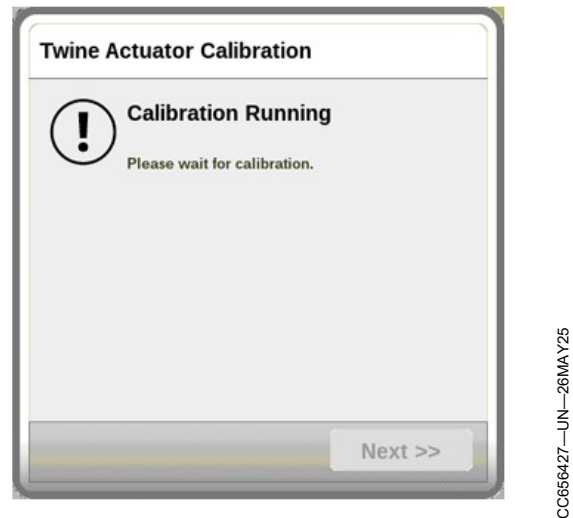 Twine Actuator Calibration
Calibration Running
Please wait for calibration.
Next >>
CC656427—UN—26MAY25